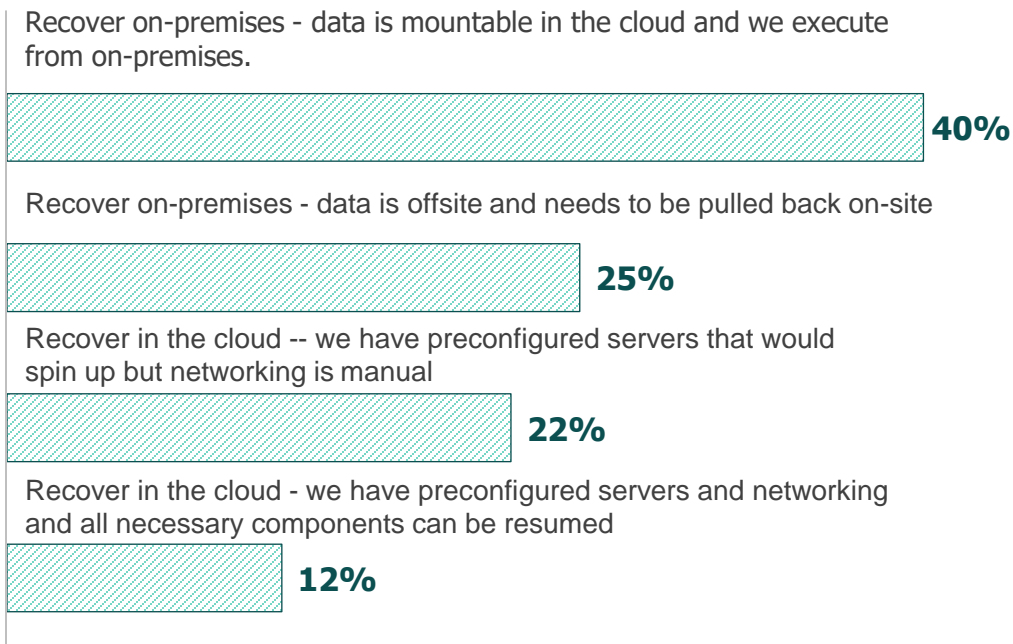 Recover on-premises - data is mountable in the cloud and we execute
from on-premises.
40%
Recover on-premises - data is offsite and needs to be pulled back on-site
25%
Recover in the cloud -- we have preconfigured servers that would
spin up but networking is manual
22%
Recover in the cloud - we have preconfigured servers and networking
and all necessary components can be resumed
12%